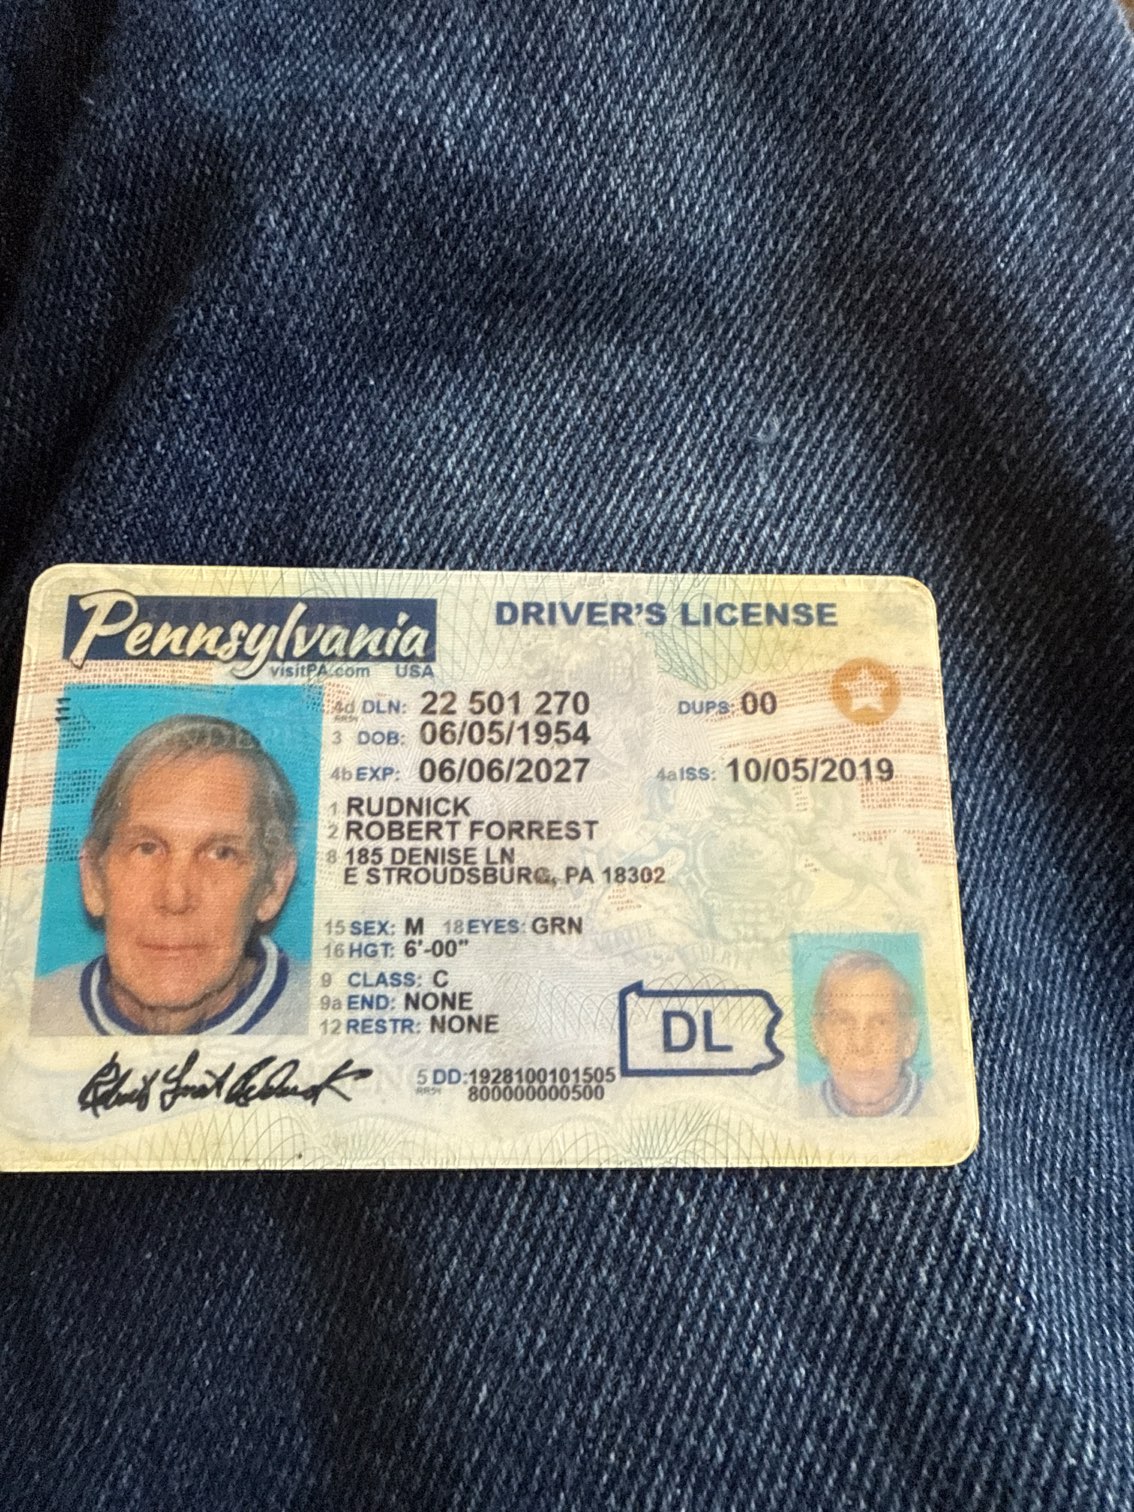 Pennsylvania
visitPA.com USA
DRIVER'S LICENSE
4d DLN: 22 501 270
DUPS: 00
3 DOB: 06/05/1954
4b EXP: 06/06/2027
4a ISS: 10/05/2019
1 RUDNICK
2 ROBERT FORREST
8 185 DENISE LN
E STROUDSBURG, PA 18302
15 SEX: M 18 EYES: GRN
16 HGT: 6'-00"
9 CLASS: C
9a END: NONE
12 RESTR: NONE
DL
5 DD: 1928100101505
800000000500